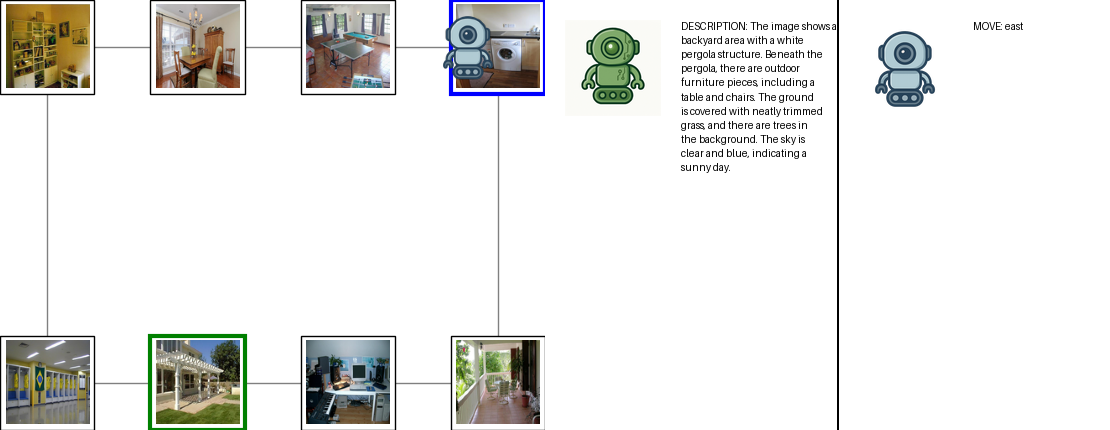 DESCRIPTION: The image shows a
backyard area with a white
pergola structure. Beneath the
pergola, there are outdoor
furniture pieces, including a
table and chairs. The ground
is covered with neatly trimmed
grass, and there are trees in
the background. The sky is
clear and blue, indicating a
sunny day.
MOVE: east